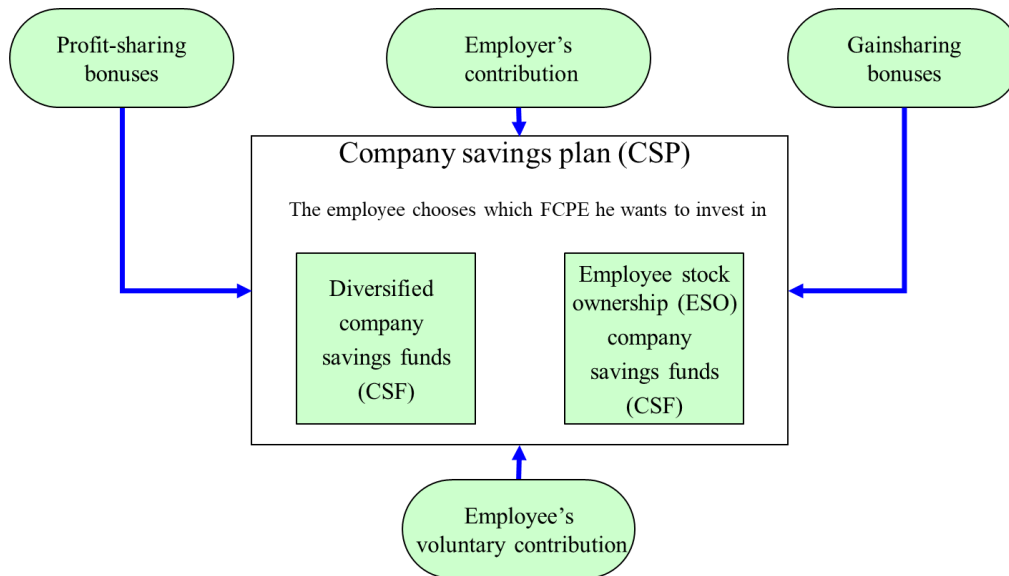 Profit-sharing
bonuses
Employer’s
contribution
Gainsharing
bonuses
Company savings plan (CSP)
The employee chooses which FCPE he wants to invest in
Diversified
company
savings funds
(CSF)
Employee stock
ownership (ESO)
company
savings funds
(CSF)
Employee’s
voluntary contribution